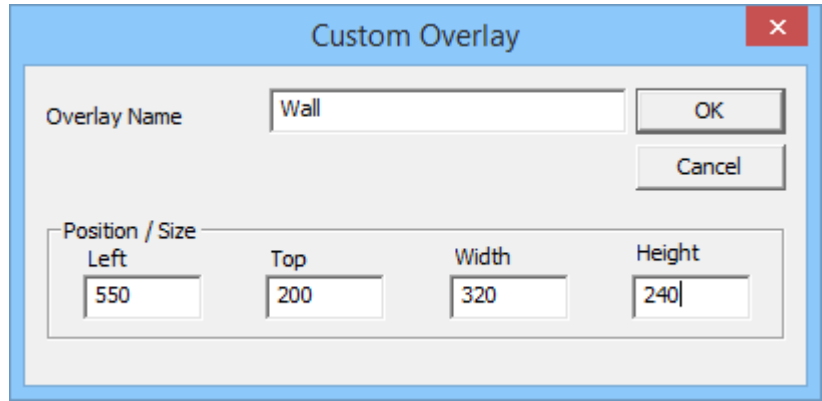 Custom Overlay
Overlay Name Wall OK
Cancel
Position / Size
Left Top Width Height
550 200 320 240